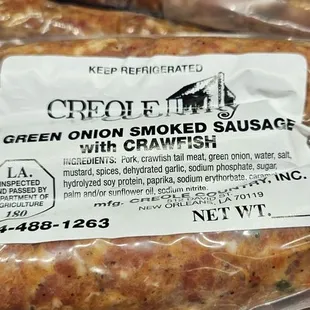 KEEP REFRIGERATED
CREOLE
GREEN ONION SMOKED SAUSAGE
with CRAWFISH
INGREDIENTS: Pork, crawfish tail meat, green onion, water, salt,
mustard, spices, dehydrated garlic, sodium phosphate, sugar,
hydrolyzed soy protein, paprika, sodium erythorbate,
palm and/or sunflower oil, sodium nitrite.
LA.
INSPECTED
AND PASSED BY
DEPARTMENT OF
AGRICULTURE
180
mfg. CREOLE COUNTRY, INC.
512 DAVID
NEW ORLEANS, LA 70119
4-488-1263
NET WT.